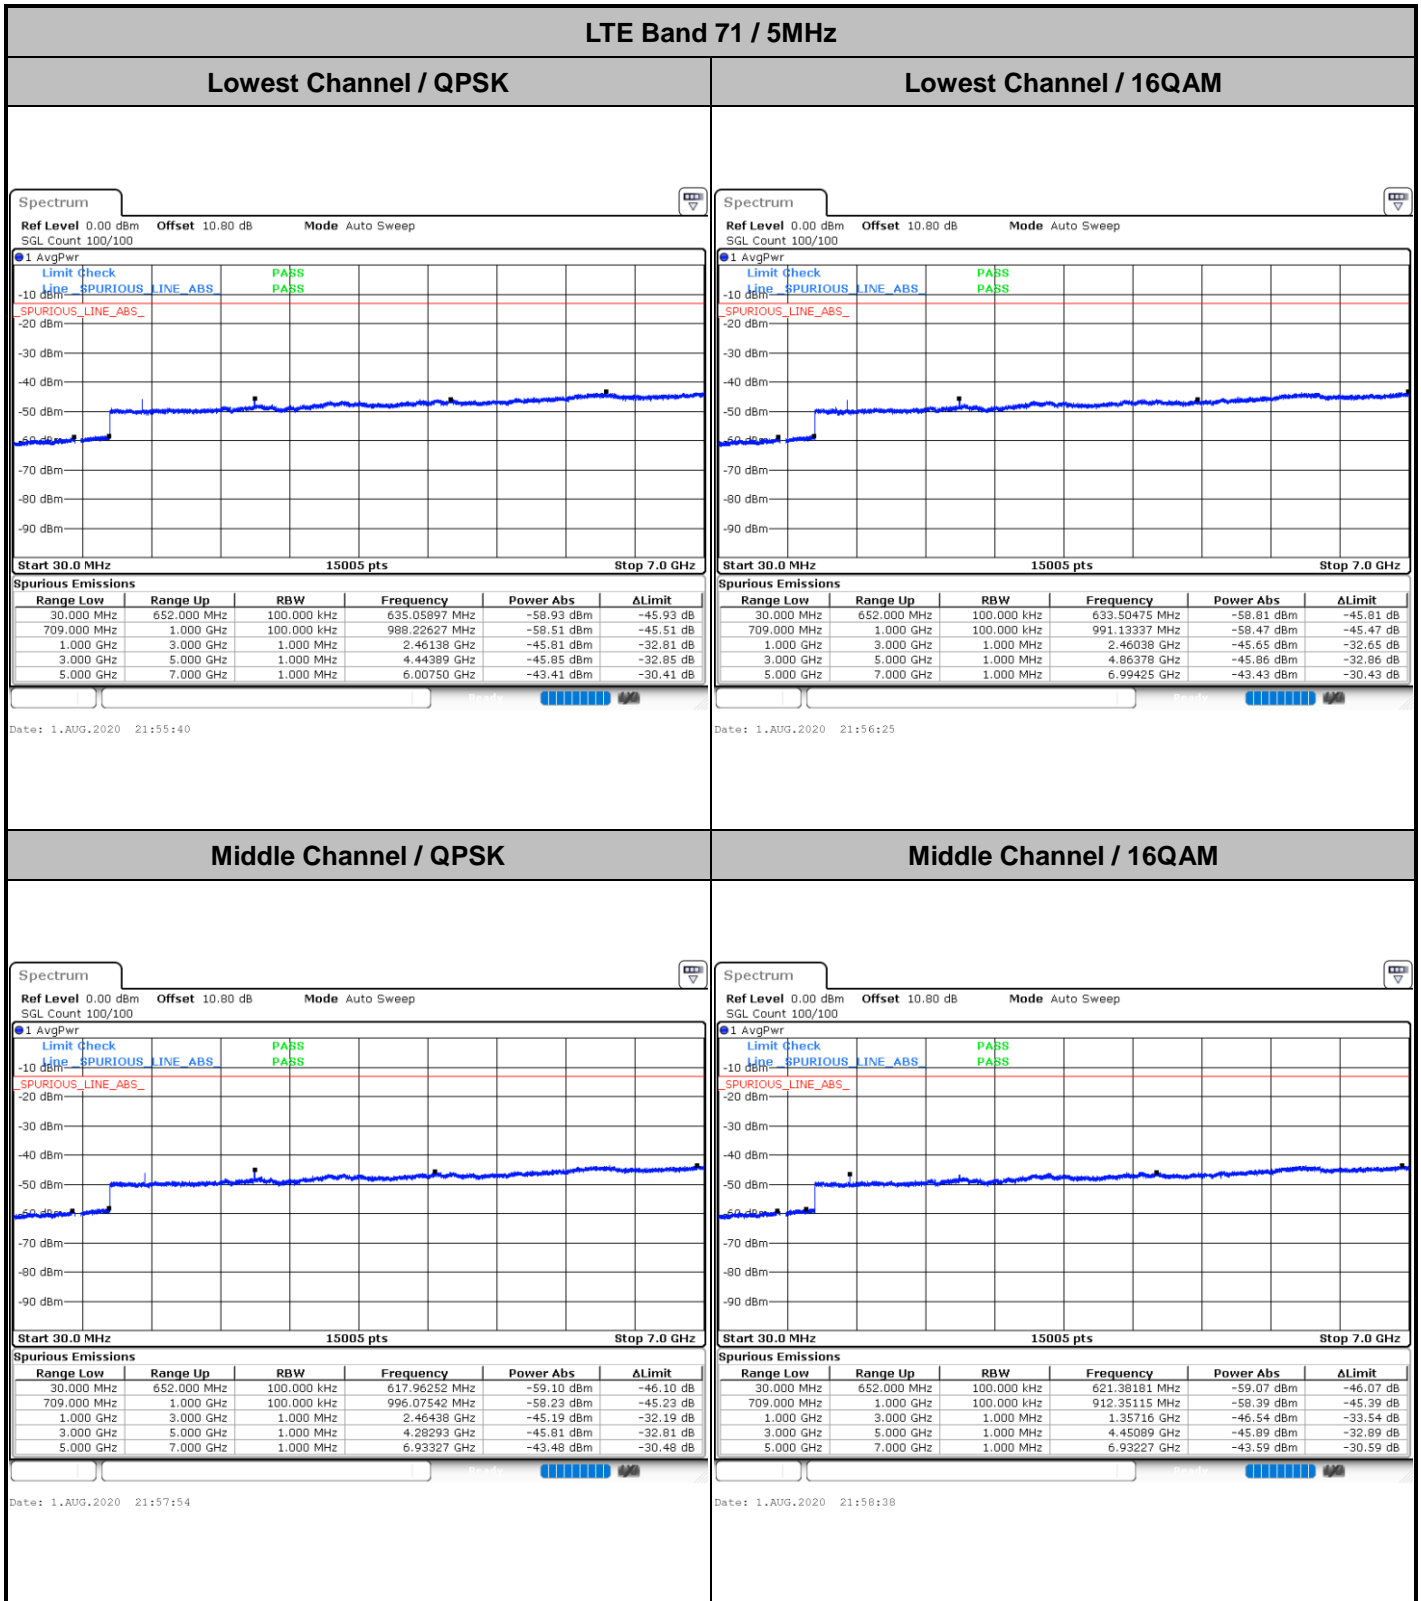 LTE Band 71 / 5MHz
Lowest Channel / QPSK
Lowest Channel / 16QAM
Spectrum
Ref Level 0.00 dBm Offset 10.80 dB Mode Auto Sweep
SGL Count 100/100
1 AvgPwr
Limit Check PASS
Line _SPURIOUS_LINE_ABS_ PASS
-10 dBm
_SPURIOUS_LINE_ABS_
-20 dBm
-30 dBm
-40 dBm
-50 dBm
-60 dBm
-70 dBm
-80 dBm
-90 dBm
Start 30.0 MHz 15005 pts Stop 7.0 GHz
Spurious Emissions
Range Low Range Up RBW Frequency Power Abs ΔLimit
30.000 MHz 652.000 MHz 100.000 kHz 635.05897 MHz -58.93 dBm -45.93 dB
709.000 MHz 1.000 GHz 100.000 kHz 988.22627 MHz -58.51 dBm -45.51 dB
1.000 GHz 3.000 GHz 1.000 MHz 2.46138 GHz -45.81 dBm -32.81 dB
3.000 GHz 5.000 GHz 1.000 MHz 4.44389 GHz -45.85 dBm -32.85 dB
5.000 GHz 7.000 GHz 1.000 MHz 6.00750 GHz -43.41 dBm -30.41 dB
Ready
Date: 1.AUG.2020 21:55:40
Spectrum
Ref Level 0.00 dBm Offset 10.80 dB Mode Auto Sweep
SGL Count 100/100
1 AvgPwr
Limit Check PASS
Line _SPURIOUS_LINE_ABS_ PASS
-10 dBm
_SPURIOUS_LINE_ABS_
-20 dBm
-30 dBm
-40 dBm
-50 dBm
-60 dBm
-70 dBm
-80 dBm
-90 dBm
Start 30.0 MHz 15005 pts Stop 7.0 GHz
Spurious Emissions
Range Low Range Up RBW Frequency Power Abs ΔLimit
30.000 MHz 652.000 MHz 100.000 kHz 633.50475 MHz -58.81 dBm -45.81 dB
709.000 MHz 1.000 GHz 100.000 kHz 991.13337 MHz -58.47 dBm -45.47 dB
1.000 GHz 3.000 GHz 1.000 MHz 2.46038 GHz -45.65 dBm -32.65 dB
3.000 GHz 5.000 GHz 1.000 MHz 4.86378 GHz -45.86 dBm -32.86 dB
5.000 GHz 7.000 GHz 1.000 MHz 6.99425 GHz -43.43 dBm -30.43 dB
Ready
Date: 1.AUG.2020 21:56:25
Middle Channel / QPSK
Middle Channel / 16QAM
Spectrum
Ref Level 0.00 dBm Offset 10.80 dB Mode Auto Sweep
SGL Count 100/100
1 AvgPwr
Limit Check PASS
Line _SPURIOUS_LINE_ABS_ PASS
-10 dBm
_SPURIOUS_LINE_ABS_
-20 dBm
-30 dBm
-40 dBm
-50 dBm
-60 dBm
-70 dBm
-80 dBm
-90 dBm
Start 30.0 MHz 15005 pts Stop 7.0 GHz
Spurious Emissions
Range Low Range Up RBW Frequency Power Abs ΔLimit
30.000 MHz 652.000 MHz 100.000 kHz 617.96252 MHz -59.10 dBm -46.10 dB
709.000 MHz 1.000 GHz 100.000 kHz 996.07542 MHz -58.23 dBm -45.23 dB
1.000 GHz 3.000 GHz 1.000 MHz 2.46438 GHz -45.19 dBm -32.19 dB
3.000 GHz 5.000 GHz 1.000 MHz 4.28293 GHz -45.81 dBm -32.81 dB
5.000 GHz 7.000 GHz 1.000 MHz 6.93327 GHz -43.48 dBm -30.48 dB
Ready
Date: 1.AUG.2020 21:57:54
Spectrum
Ref Level 0.00 dBm Offset 10.80 dB Mode Auto Sweep
SGL Count 100/100
1 AvgPwr
Limit Check PASS
Line _SPURIOUS_LINE_ABS_ PASS
-10 dBm
_SPURIOUS_LINE_ABS_
-20 dBm
-30 dBm
-40 dBm
-50 dBm
-60 dBm
-70 dBm
-80 dBm
-90 dBm
Start 30.0 MHz 15005 pts Stop 7.0 GHz
Spurious Emissions
Range Low Range Up RBW Frequency Power Abs ΔLimit
30.000 MHz 652.000 MHz 100.000 kHz 621.38181 MHz -59.07 dBm -46.07 dB
709.000 MHz 1.000 GHz 100.000 kHz 912.35115 MHz -58.39 dBm -45.39 dB
1.000 GHz 3.000 GHz 1.000 MHz 1.35716 GHz -46.54 dBm -33.54 dB
3.000 GHz 5.000 GHz 1.000 MHz 4.45089 GHz -45.89 dBm -32.89 dB
5.000 GHz 7.000 GHz 1.000 MHz 6.93227 GHz -43.59 dBm -30.59 dB
Ready
Date: 1.AUG.2020 21:58:38